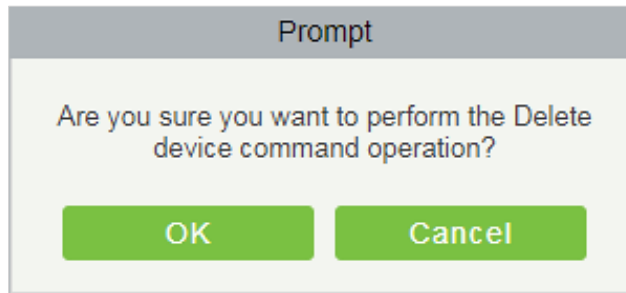 Prompt
Are you sure you want to perform the Delete
device command operation?
OK
Cancel